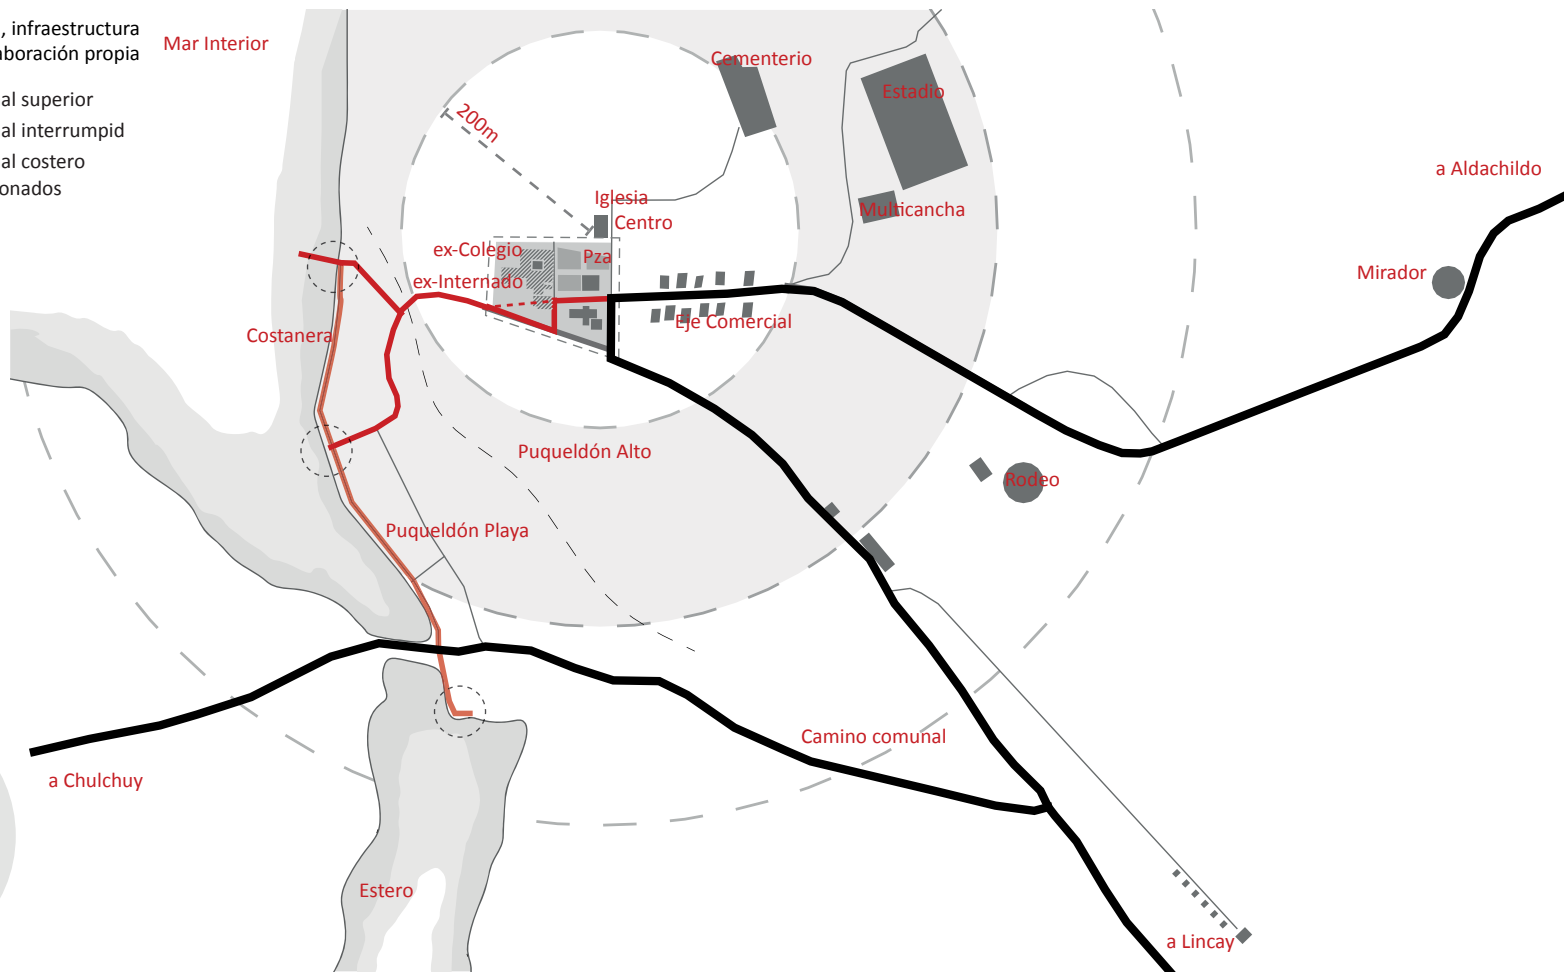 , infraestructura
aboración propia
al superior
al interrumpid
al costero
onados
Mar Interior
Cementerio
Estadio
200m
a Aldachildo
Iglesia
Multicancha
Centro
ex-Colegio
Pza
Mirador
ex-Internado
Eje Comercial
Costanera
Puqueldón Alto
Rodeo
Puqueldón Playa
Camino comunal
a Chulchuy
Estero
a Lincay